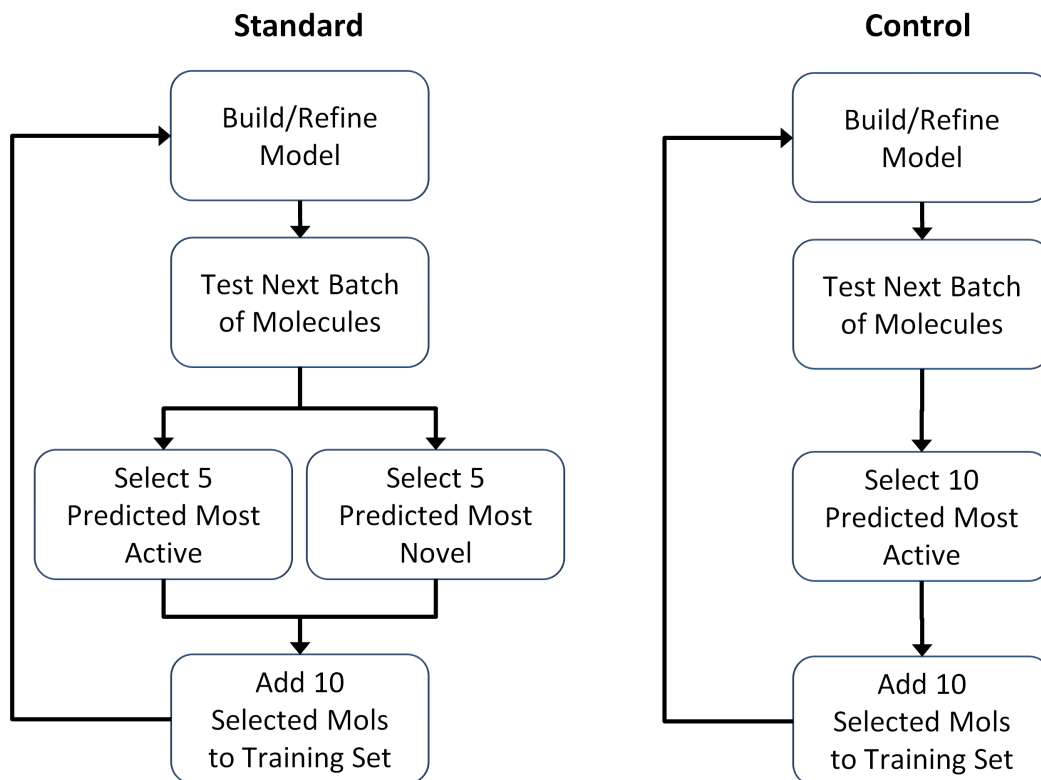 Standard
Build/Refine
Model
Test Next Batch
of Molecules
Select 5
Predicted Most
Active
Select 5
Predicted Most
Novel
Add 10
Selected Mols
to Training Set
Control
Build/Refine
Model
Test Next Batch
of Molecules
Select 10
Predicted Most
Active
Add 10
Selected Mols
to Training Set